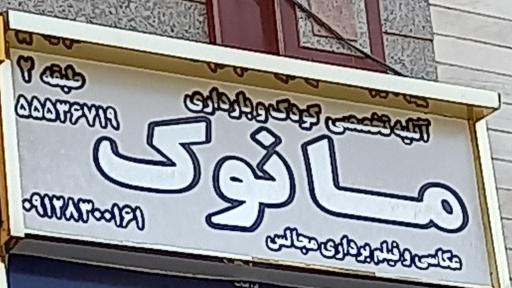 آتلیه تخصصی کودک و بارداری
طبقه ۲
۵۵۵۳۶۷۱۹
مانوک
۰۹۱۲۸۳۰۰۱۶۱
عکاسی و فیلم برداری مجالس